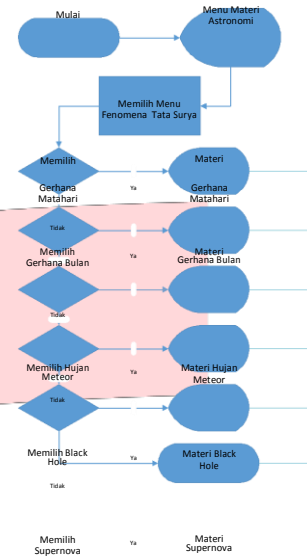 Mulai
Menu Materi
Astronomi
Memilih Menu
Fenomena Tata Surya
Memilih
Materi
Gerhana
Matahari
Ya
Gerhana
Matahari
Tidak
Memilih
Gerhana Bulan
Ya
Materi
Gerhana Bulan
Tidak
Memilih Hujan
Meteor
Ya
Materi Hujan
Meteor
Tidak
Memilih Black
Hole
Ya
Materi Black
Hole
Tidak
Memilih
Supernova
Ya
Materi
Supernova